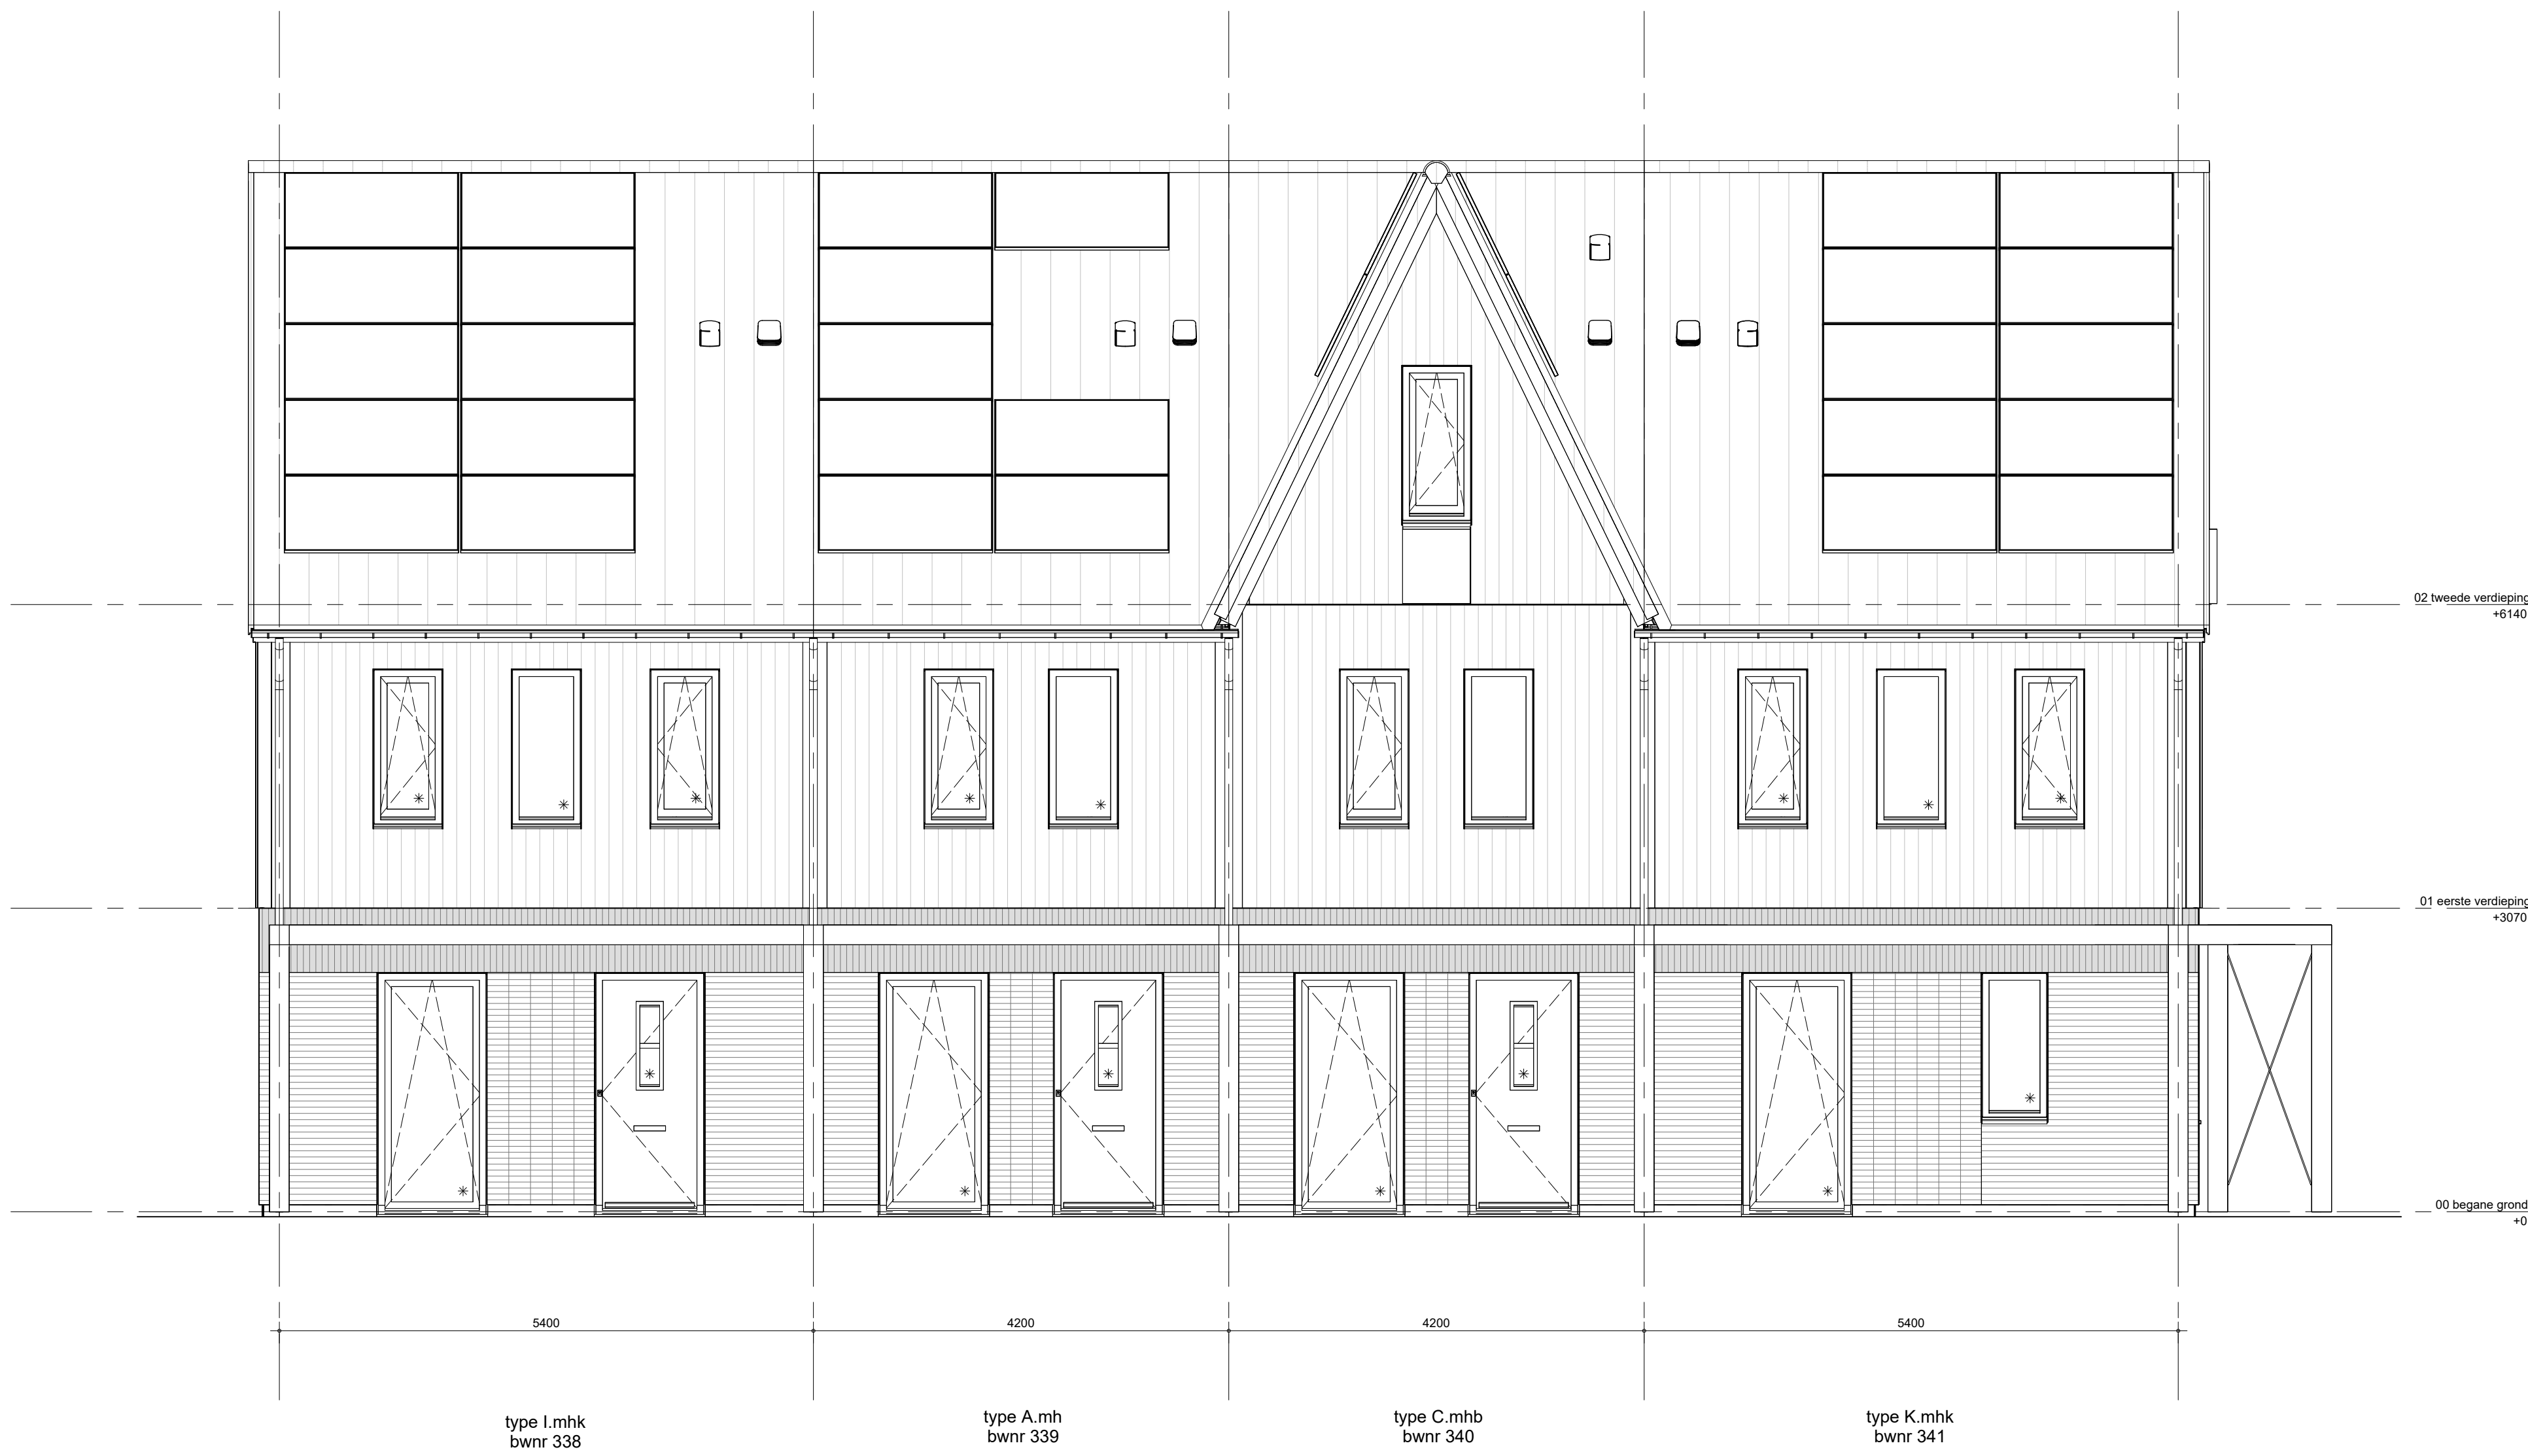 02 tweede verdieping
+6140
01 eerste verdieping
+3070
00 begane grond
+0
5400
4200
4200
5400
type I.mhk
bwnr 338
type A.mh
bwnr 339
type C.mhb
bwnr 340
type K.mhk
bwnr 341